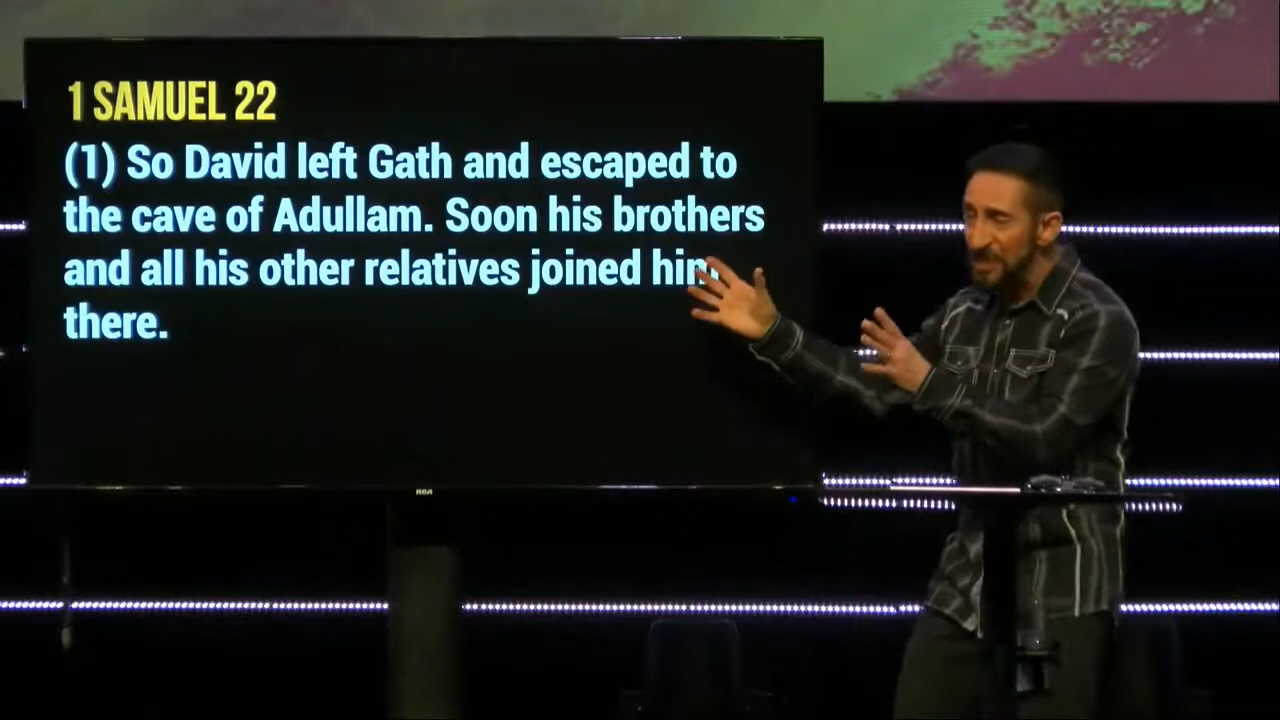 1 SAMUEL 22
(1) So David left Gath and escaped to
the cave of Adullam. Soon his brothers
and all his other relatives joined him
there.
RCA